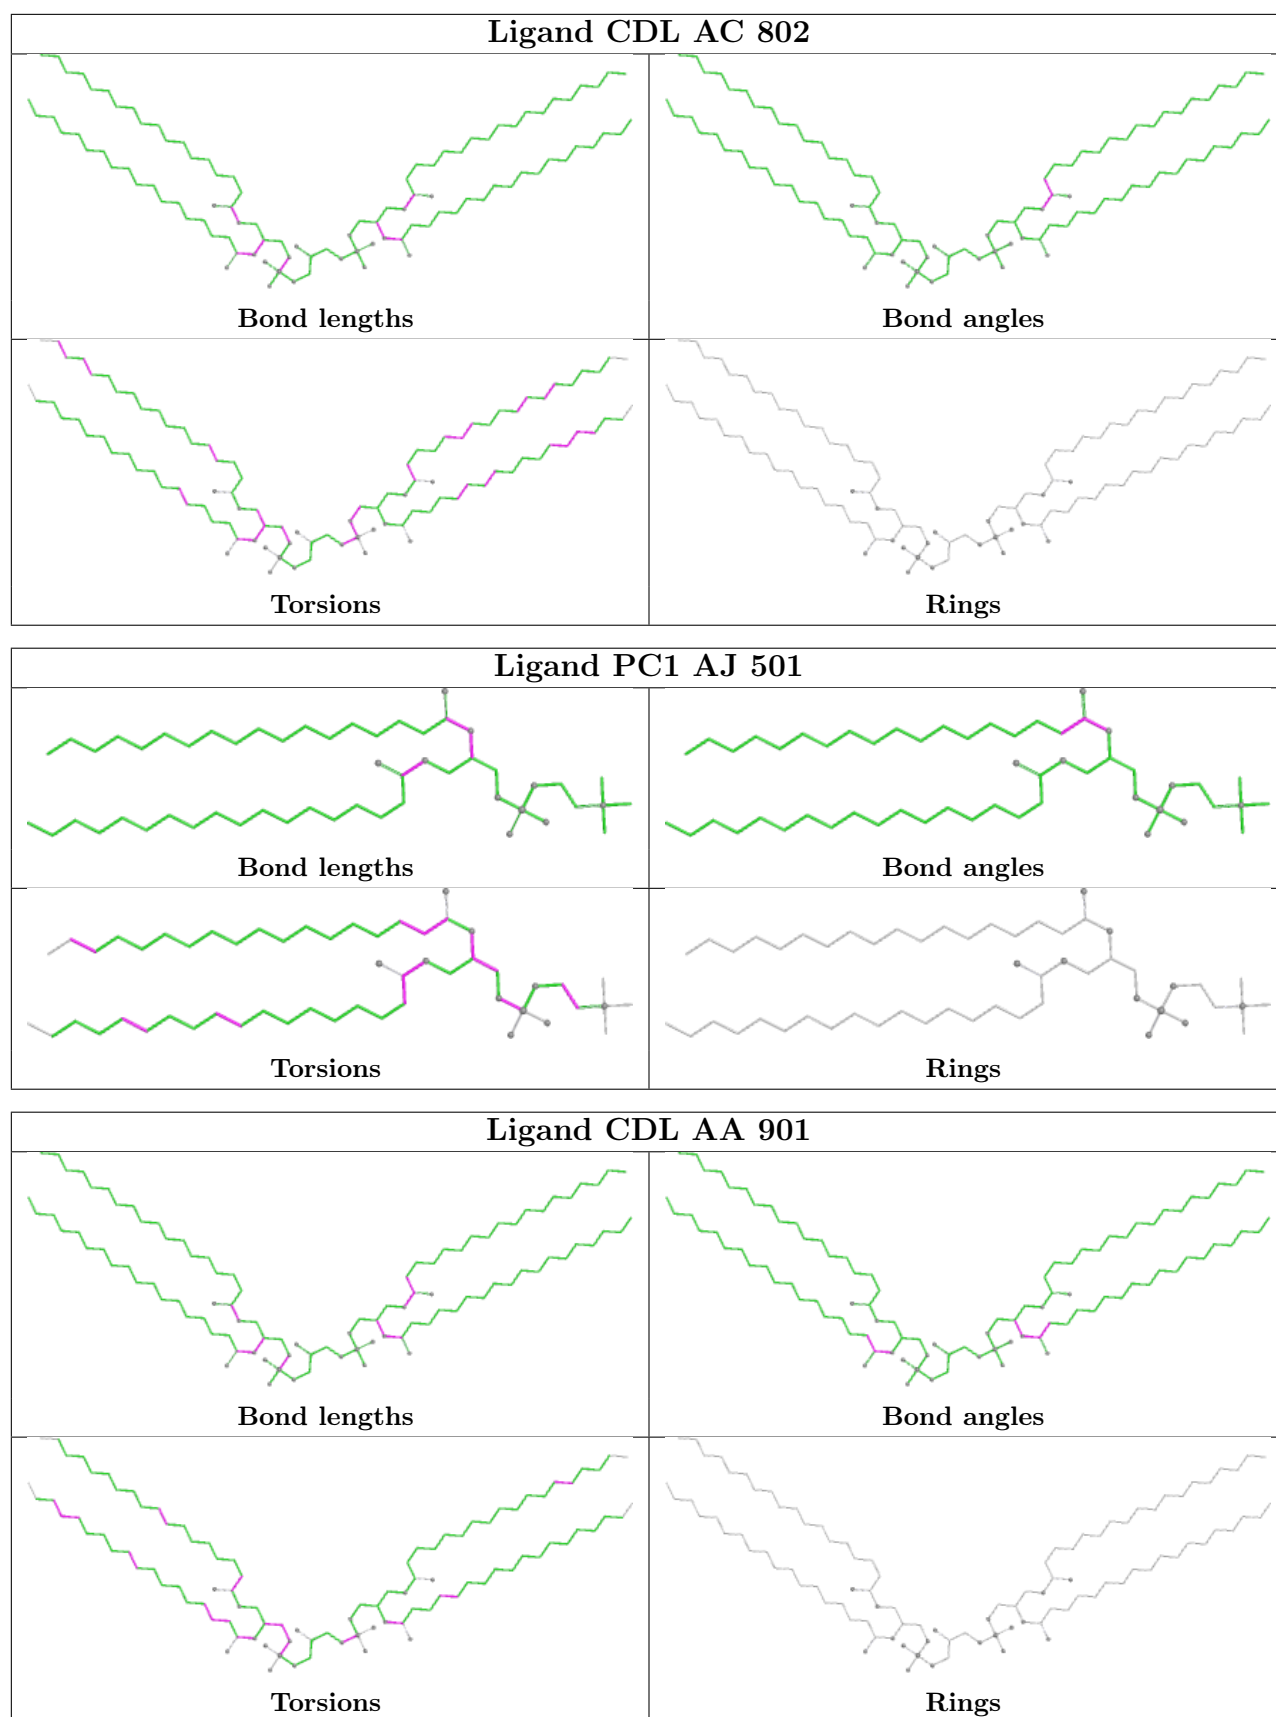 Ligand CDL AC 802
Bond lengths
Bond angles
Torsions
Rings
Ligand PC1 AJ 501
Bond lengths
Bond angles
Torsions
Rings
Ligand CDL AA 901
Bond lengths
Bond angles
Torsions
Rings